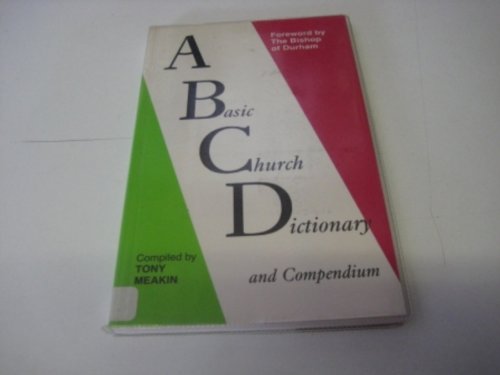 Foreword by
The Bishop
of Durham
A
Basic
Church
Dictionary
and Compendium
Compiled by
TONY
MEAKIN